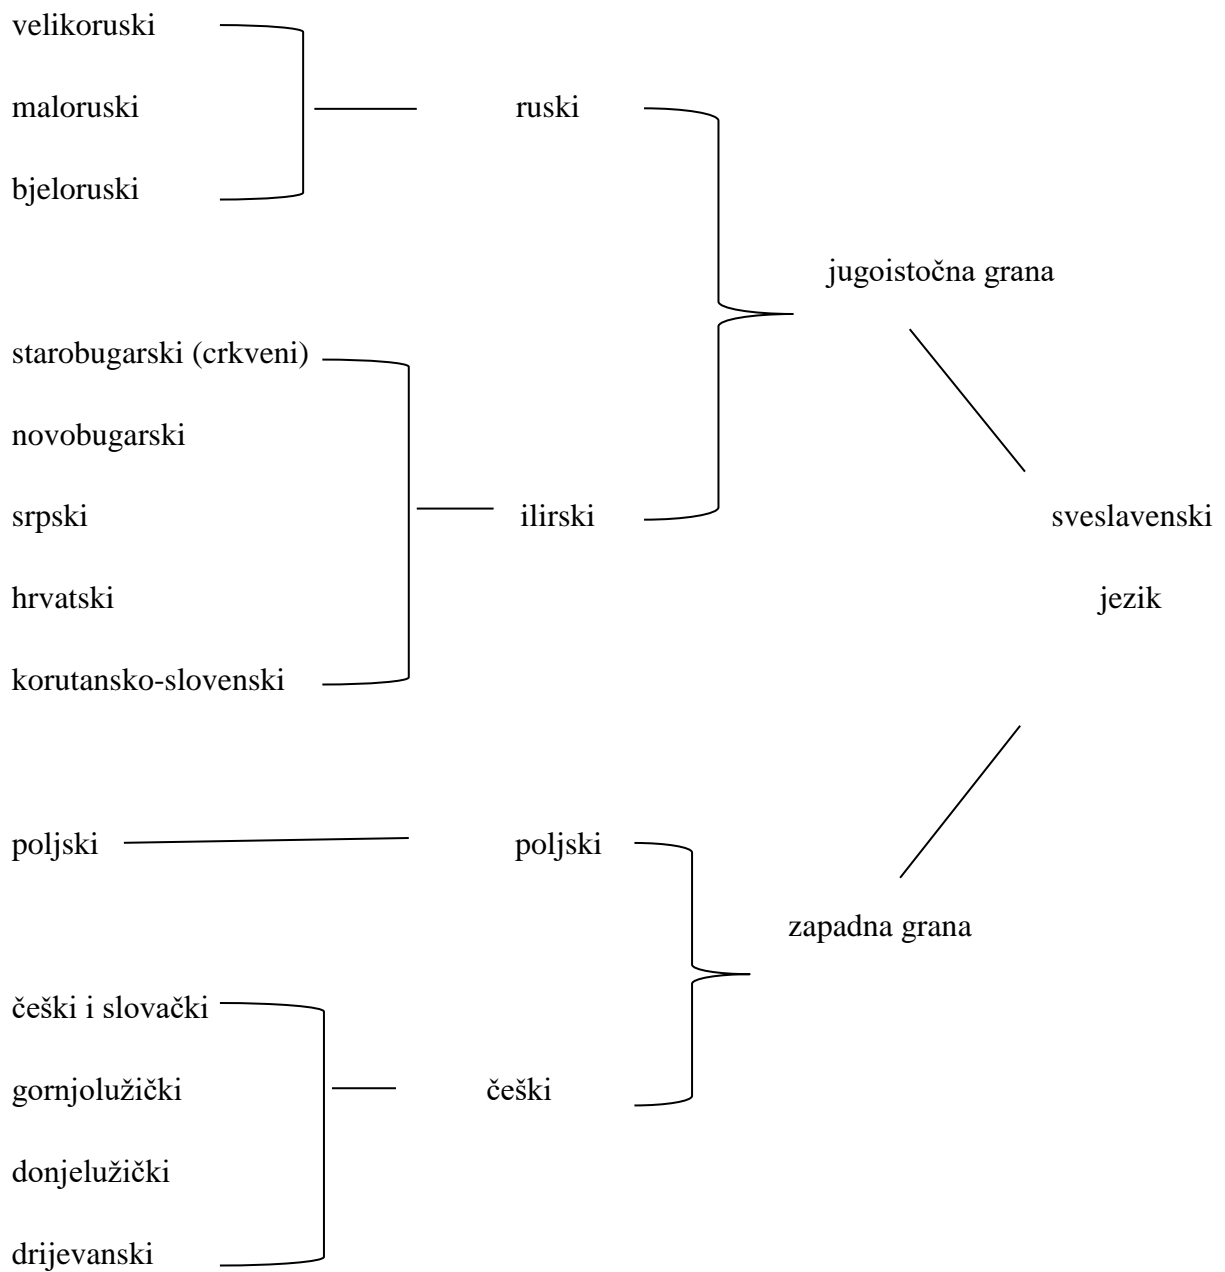 velikoruski
maloruski
ruski
bjeloruski
jugoistočna grana
starobugarski (crkveni)
novobugarski
srpski
ilirski
sveslavenski
hrvatski
jezik
korutansko-slovenski
poljski
poljski
zapadna grana
češki i slovački
gornjolužički
češki
donjelužički
drijevanski